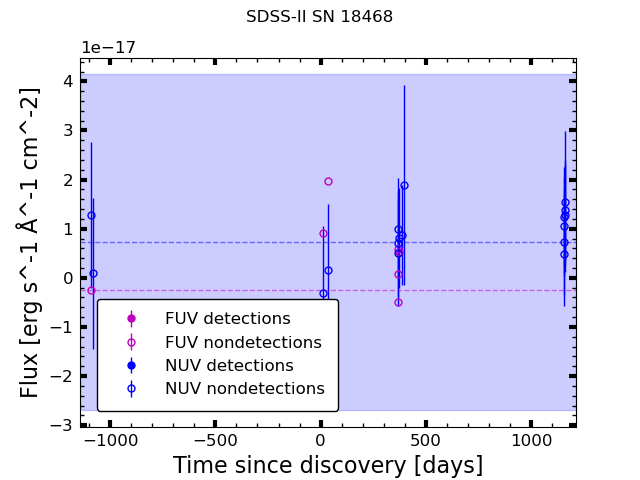 SDSS-II SN 18468
1e−17
4
3
2
1
0
−1
−2
−3
Flux [erg s^-1 Å^-1 cm^-2]
FUV detections
FUV nondetections
NUV detections
NUV nondetections
−1000 −500 0 500 1000
Time since discovery [days]